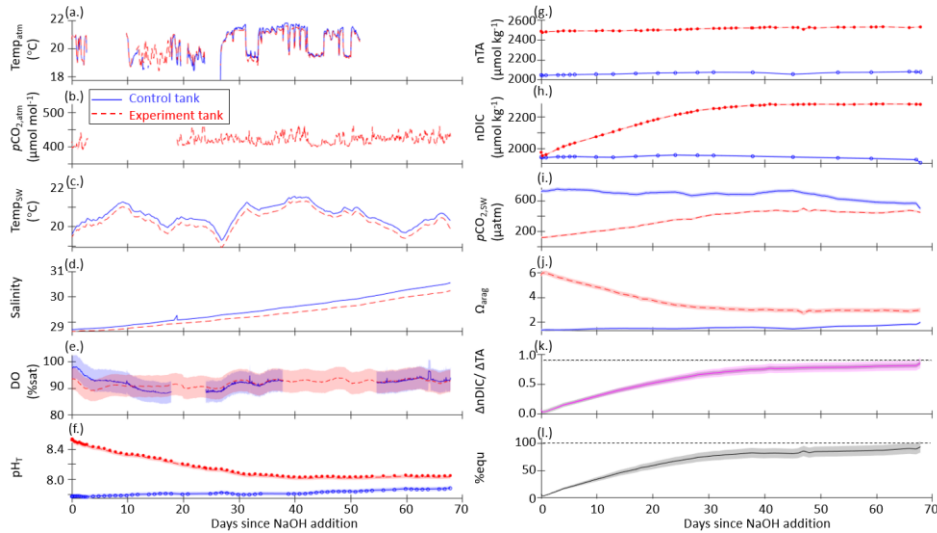 (a.)
Temp_atm
(°C)
22
20
18
(b.)
pCO2,atm
(μmol mol⁻¹)
450
400
Control tank
Experiment tank
(c.)
Temp_SW
(°C)
22
20
(d.)
Salinity
31
30
29
(e.)
DO
(%sat)
100
90
80
(f.)
pH_T
8.4
8.0
0 10 20 30 40 50 60 70
Days since NaOH addition
(g.)
nTA
(μmol kg⁻¹)
2600
2400
2200
2000
(h.)
nDIC
(μmol kg⁻¹)
2200
2000
(i.)
pCO2,SW
(μatm)
600
200
(j.)
Ω_arag
6
4
2
(k.)
ΔnDIC/ ΔTA
1.0
0.5
0.0
(l.)
%equ
100
50
0
0 10 20 30 40 50 60 70
Days since NaOH addition